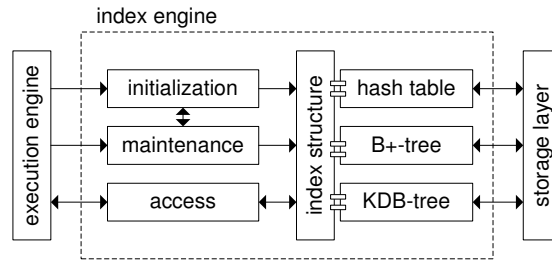 index engine
execution engine
initialization
maintenance
access
index structure
hash table
B+-tree
KDB-tree
storage layer